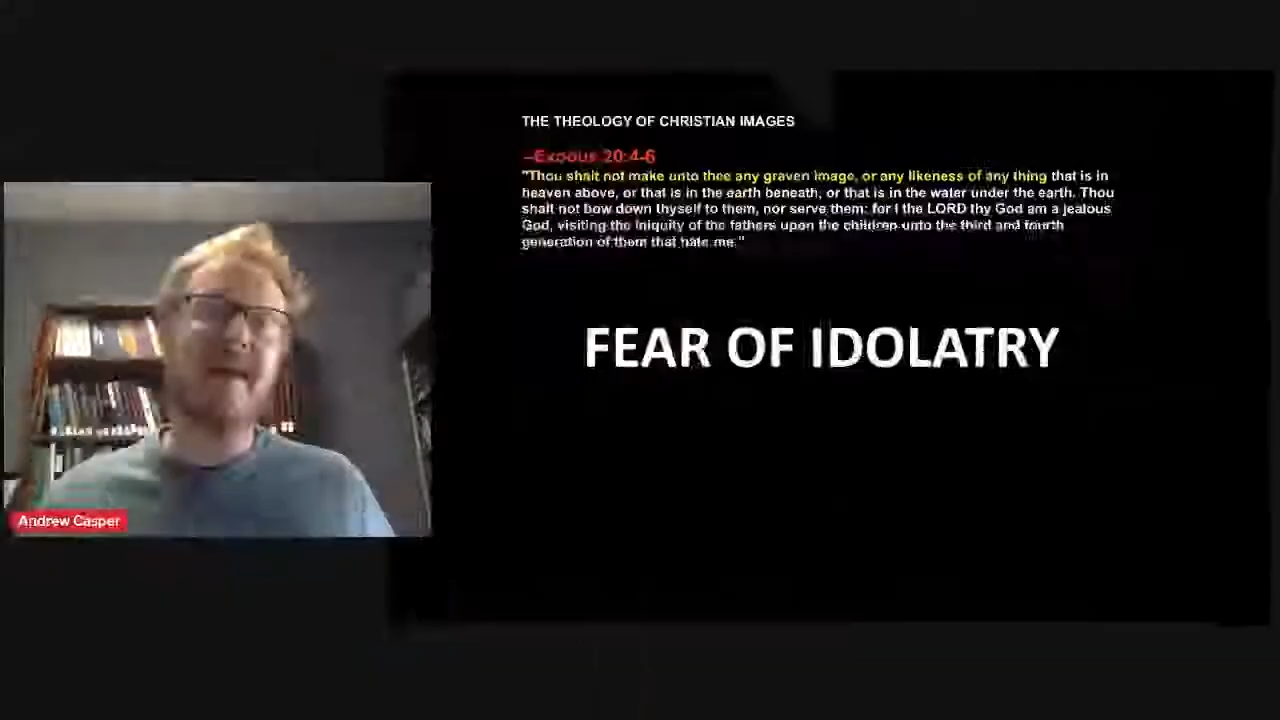 THE THEOLOGY OF CHRISTIAN IMAGES
–Exodus 20:4-6
"Thou shalt not make unto thee any graven image, or any likeness of any thing that is in
heaven above, or that is in the earth beneath, or that is in the water under the earth. Thou
shalt not bow down thyself to them, nor serve them: for I the LORD thy God am a jealous
God, visiting the iniquity of the fathers upon the children unto the third and fourth
generation of them that hate me."
FEAR OF IDOLATRY
Andrew Casper